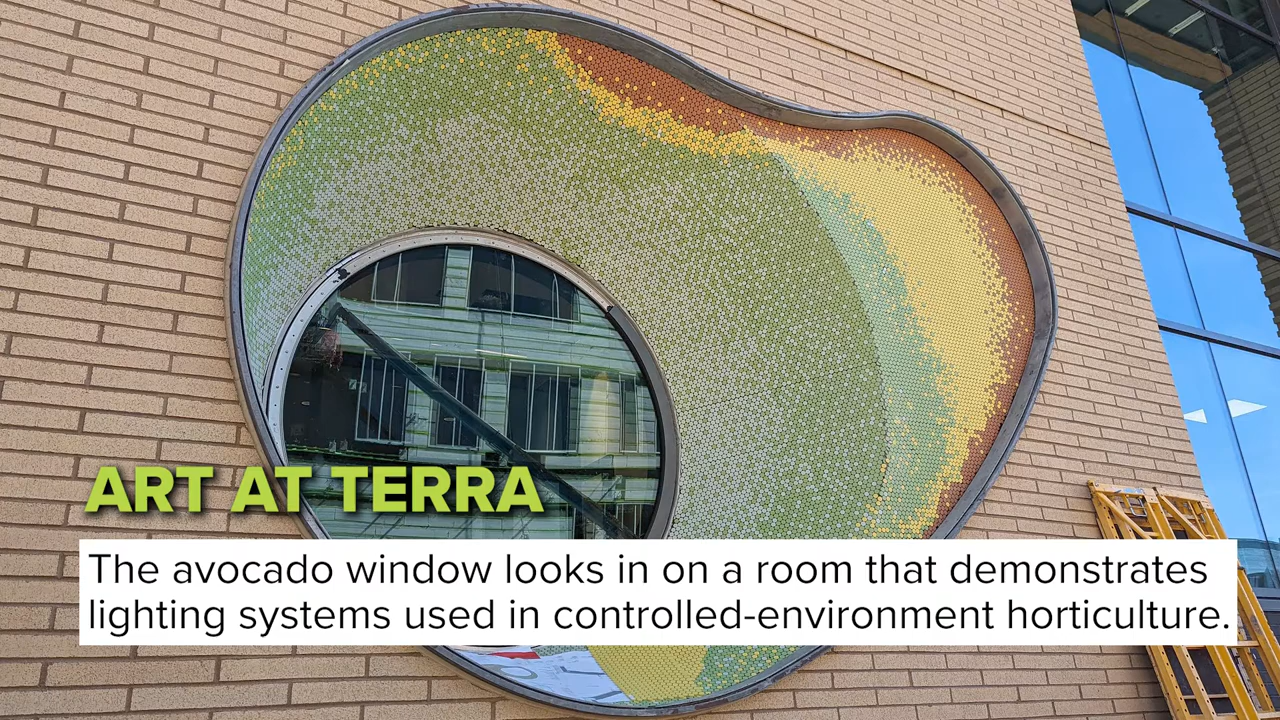 ART AT TERRA
The avocado window looks in on a room that demonstrates
lighting systems used in controlled-environment horticulture.